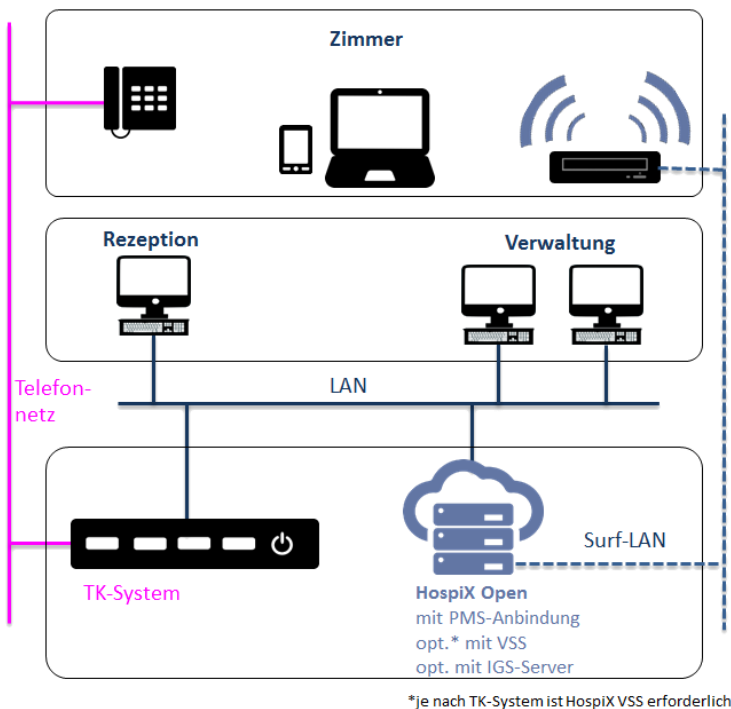 Zimmer
Rezeption
Verwaltung
LAN
Telefon-
netz
Surf-LAN
TK-System
HospiX Open
mit PMS-Anbindung
opt.* mit VSS
opt. mit IGS-Server
*je nach TK-System ist HospiX VSS erforderlich